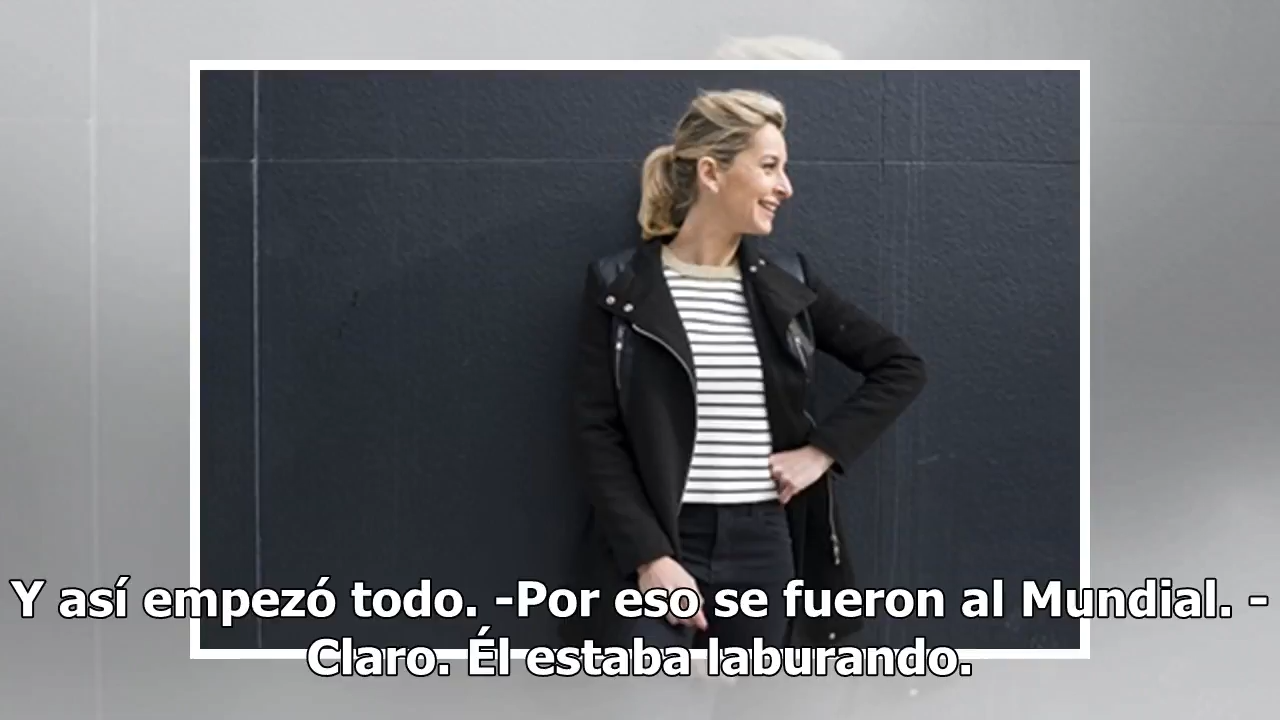 Y así empezó todo. -Por eso se fueron al Mundial. -
Claro. Él estaba laburando.